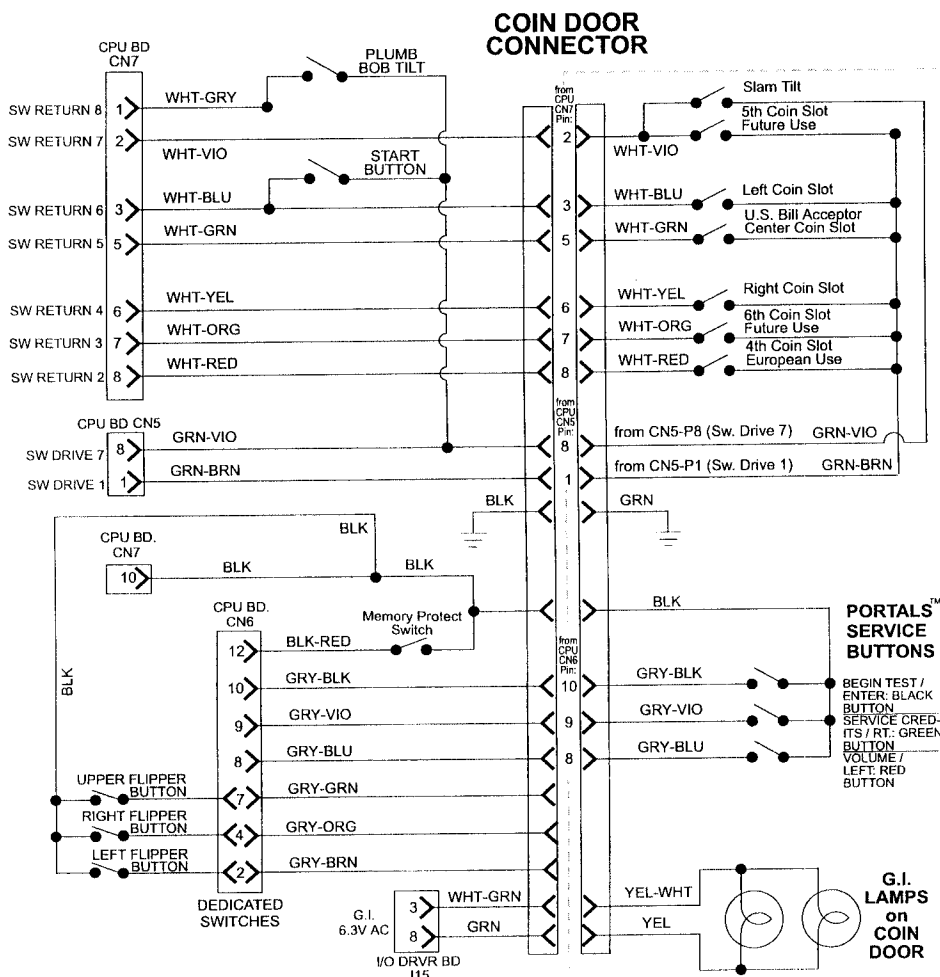 COIN DOOR
CONNECTOR
CPU BD
CN7
PLUMB
BOB TILT
SW RETURN 8
1
WHT-GRY
SW RETURN 7
2
WHT-VIO
START
BUTTON
SW RETURN 6
3
WHT-BLU
SW RETURN 5
5
WHT-GRN
SW RETURN 4
6
WHT-YEL
SW RETURN 3
7
WHT-ORG
SW RETURN 2
8
WHT-RED
from
CPU
CN7
Pin:
2
WHT-VIO
Slam Tilt
5th Coin Slot
Future Use
3
WHT-BLU
Left Coin Slot
5
WHT-GRN
U.S. Bill Acceptor
Center Coin Slot
6
WHT-YEL
Right Coin Slot
7
WHT-ORG
6th Coin Slot
Future Use
8
WHT-RED
4th Coin Slot
European Use
CPU BD CN5
SW DRIVE 7
8
GRN-VIO
SW DRIVE 1
1
GRN-BRN
from
CPU
CN5
Pin:
8
from CN5-P8 (Sw. Drive 7)
GRN-VIO
1
from CN5-P1 (Sw. Drive 1)
GRN-BRN
BLK
GRN
CPU BD.
CN7
10
BLK
BLK
BLK
BLK
BLK
CPU BD.
CN6
Memory Protect
Switch
12
BLK-RED
10
GRY-BLK
9
GRY-VIO
8
GRY-BLU
UPPER FLIPPER
BUTTON
7
GRY-GRN
RIGHT FLIPPER
BUTTON
4
GRY-ORG
LEFT FLIPPER
BUTTON
2
GRY-BRN
DEDICATED
SWITCHES
from
CPU
CN6
Pin:
10
GRY-BLK
9
GRY-VIO
8
GRY-BLU
PORTALS™
SERVICE
BUTTONS
BEGIN TEST /
ENTER: BLACK
BUTTON
SERVICE CRED-
ITS / RT.: GREEN
BUTTON
VOLUME /
LEFT: RED
BUTTON
G.I.
6.3V AC
3
WHT-GRN
8
GRN
I/O DRVR BD
J15
YEL-WHT
YEL
G.I.
LAMPS
on
COIN
DOOR